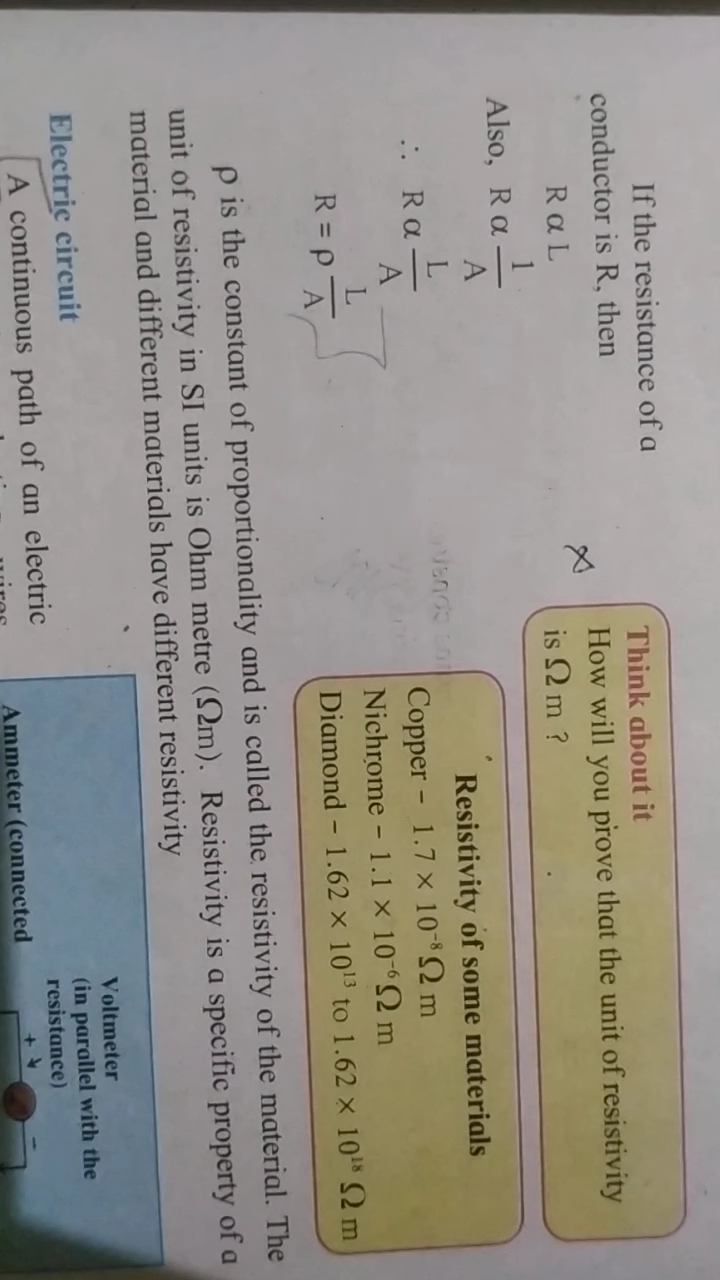 If the resistance of a
conductor is R, then
R α L
Also, R α 1/A
∴ R α L/A
R = ρ L/A
Think about it
How will you prove that the unit of resistivity
is Ω m ?
Resistivity of some materials
Copper – 1.7 × 10⁻⁸ Ω m
Nichrome – 1.1 × 10⁻⁶ Ω m
Diamond – 1.62 × 10¹³ to 1.62 × 10¹⁸ Ω m
ρ is the constant of proportionality and is called the resistivity of the material. The
unit of resistivity in SI units is Ohm metre (Ωm). Resistivity is a specific property of a
material and different materials have different resistivity
Electric circuit
A continuous path of an electric
Voltmeter
(in parallel with the
resistance)
+ –
Ammeter (connected